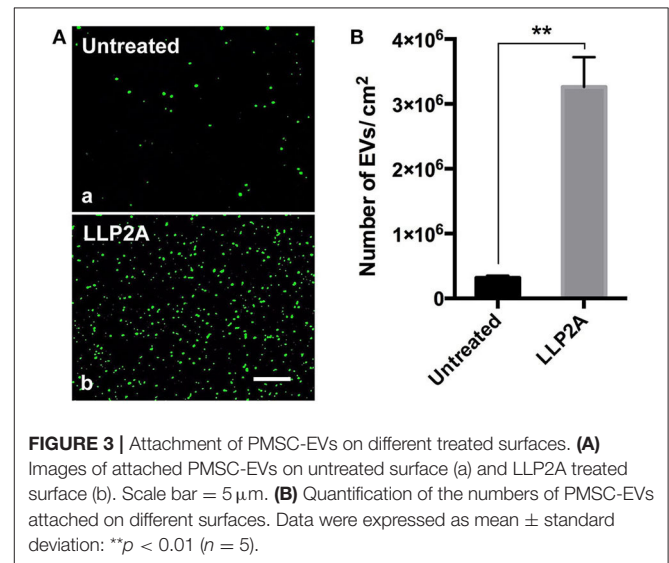 A
Untreated
a
LLP2A
b
B
**
Number of EVs/ cm²
4×10⁶
3×10⁶
2×10⁶
1×10⁶
0
Untreated
LLP2A
FIGURE 3 | Attachment of PMSC-EVs on different treated surfaces. (A)
Images of attached PMSC-EVs on untreated surface (a) and LLP2A treated
surface (b). Scale bar = 5 μm. (B) Quantification of the numbers of PMSC-EVs
attached on different surfaces. Data were expressed as mean ± standard
deviation: **p < 0.01 (n = 5).